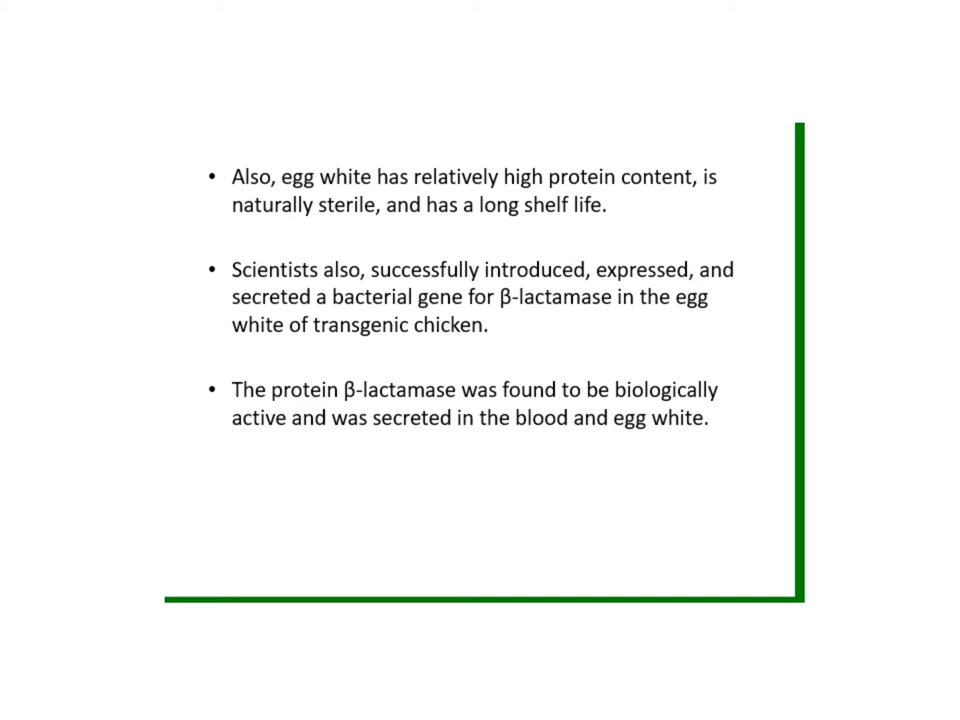 • Also, egg white has relatively high protein content, is
naturally sterile, and has a long shelf life.
• Scientists also, successfully introduced, expressed, and
secreted a bacterial gene for β-lactamase in the egg
white of transgenic chicken.
• The protein β-lactamase was found to be biologically
active and was secreted in the blood and egg white.